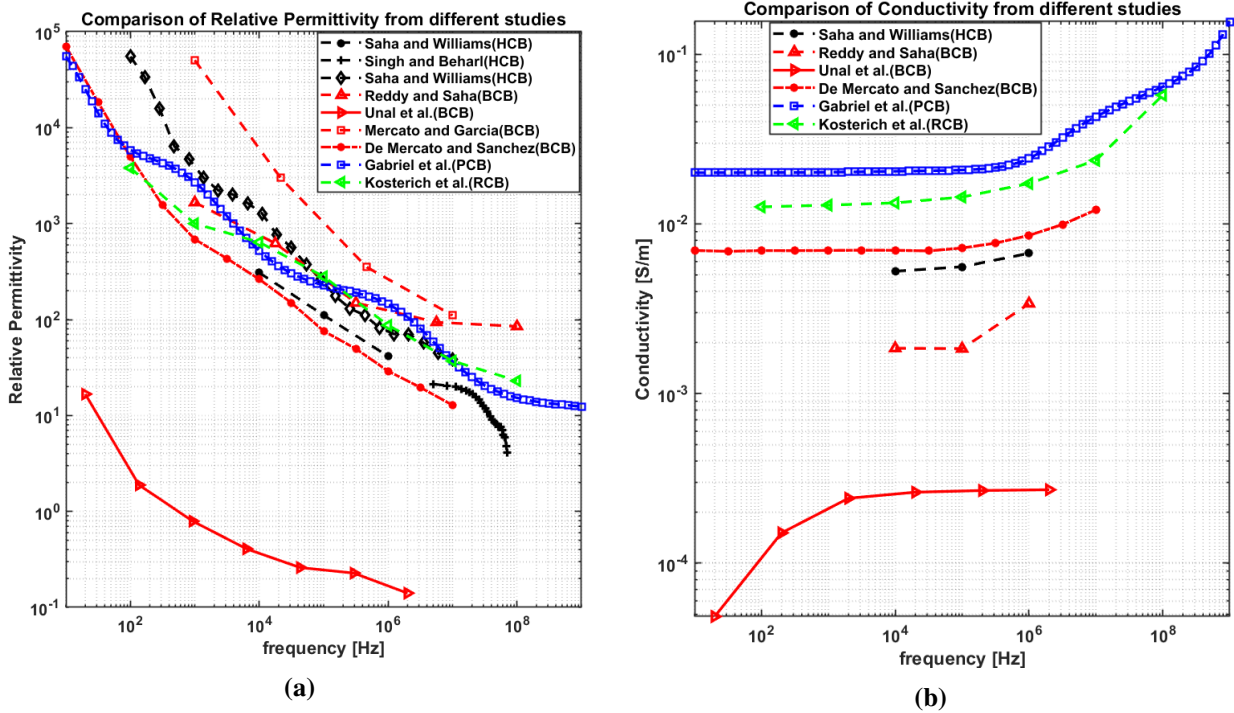 Comparison of Relative Permittivity from different studies
Relative Permittivity
10^5
10^4
10^3
10^2
10^1
10^0
10^-1
Saha and Williams(HCB)
Singh and Beharl(HCB)
Saha and Williams(HCB)
Reddy and Saha(BCB)
Unal et al.(BCB)
Mercato and Garcia(BCB)
De Mercato and Sanchez(BCB)
Gabriel et al.(PCB)
Kosterich et al.(RCB)
10^2 10^4 10^6 10^8
frequency [Hz]
(a)
Comparison of Conductivity from different studies
Conductivity [S/m]
10^-1
10^-2
10^-3
10^-4
Saha and Williams(HCB)
Reddy and Saha(BCB)
Unal et al.(BCB)
De Mercato and Sanchez(BCB)
Gabriel et al.(PCB)
Kosterich et al.(RCB)
10^2 10^4 10^6 10^8
frequency [Hz]
(b)